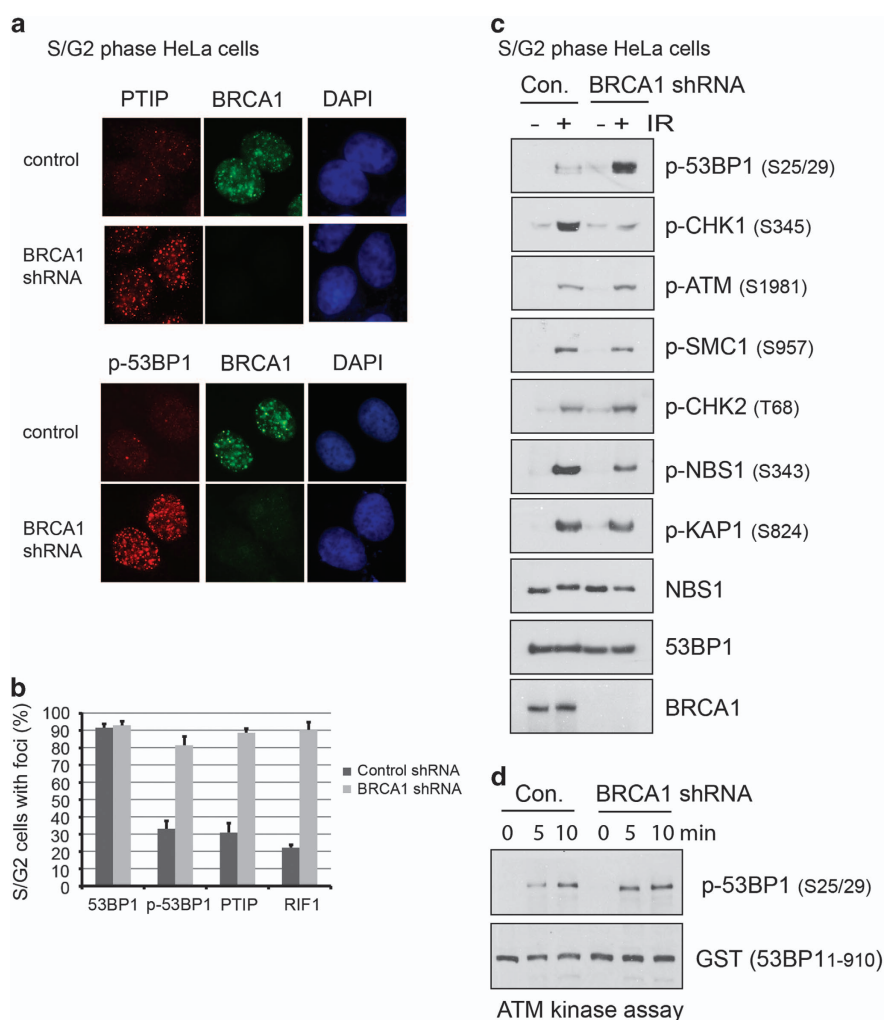 a
S/G2 phase HeLa cells
PTIP BRCA1 DAPI
control
BRCA1
shRNA
p-53BP1 BRCA1 DAPI
control
BRCA1
shRNA
b
S/G2 cells with foci (%)
100
90
80
70
60
50
40
30
20
10
0
53BP1 p-53BP1 PTIP RIF1
Control shRNA
BRCA1 shRNA
c
S/G2 phase HeLa cells
Con. BRCA1 shRNA
- + - + IR
p-53BP1 (S25/29)
p-CHK1 (S345)
p-ATM (S1981)
p-SMC1 (S957)
p-CHK2 (T68)
p-NBS1 (S343)
p-KAP1 (S824)
NBS1
53BP1
BRCA1
d
Con. BRCA1 shRNA
0 5 10 0 5 10 min
p-53BP1 (S25/29)
GST (53BP11-910)
ATM kinase assay